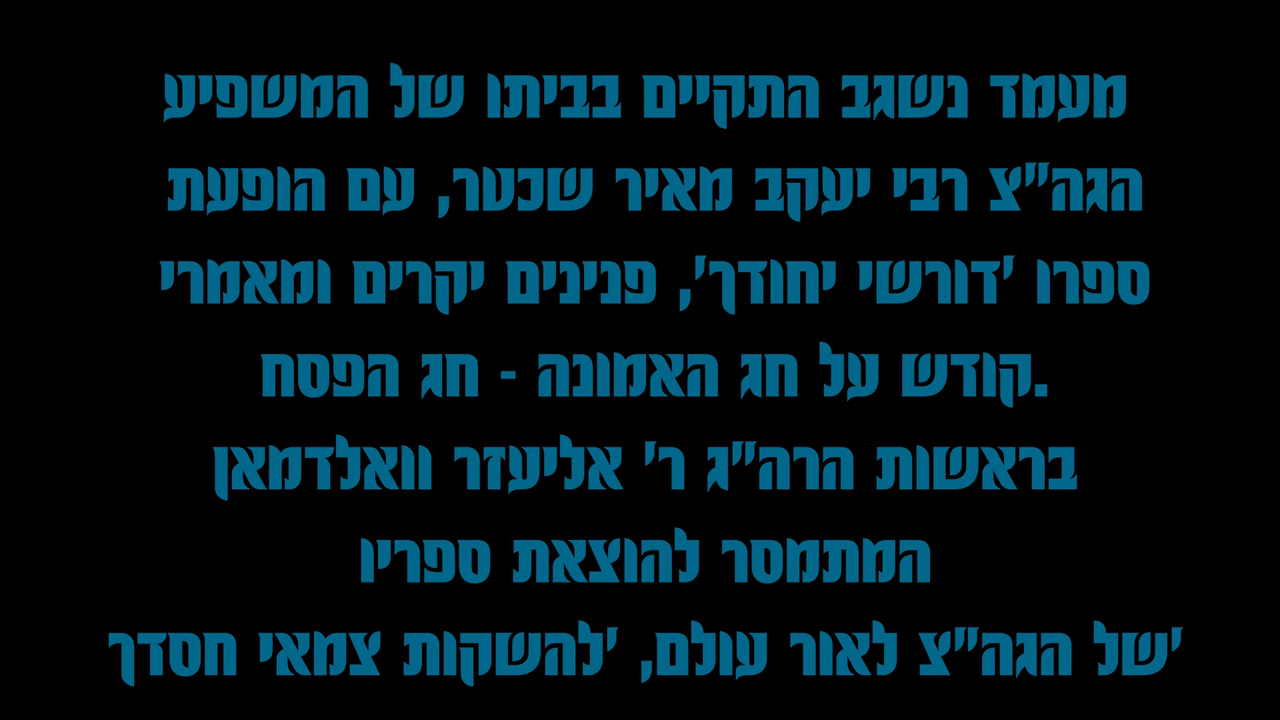 מעמד נשגב התקיים בביתו של המשפיע
הגה"צ רבי יעקב מאיר שכטר, עם הופעת
ספרו 'דורשי יחודך', פנינים יקרים ומאמרי
.קודש על חג האמונה - חג הפסח
בראשות הרה"ג ר' אליעזר וואלדמאן
המתמסר להוצאת ספריו
'של הגה"צ לאור עולם, 'להשקות צמאי חסדך